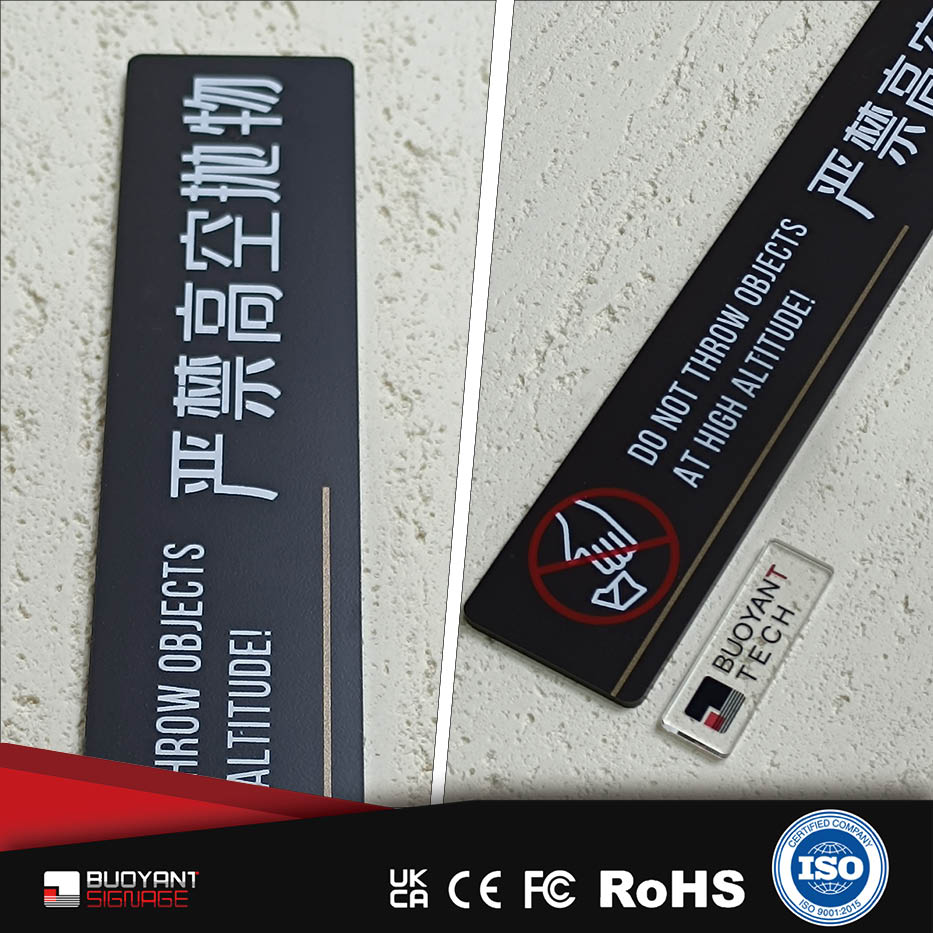 严禁高空抛物
THROW OBJECTS
ALTITUDE!
严禁高
DO NOT THROW OBJECTS
AT HIGH ALTITUDE!
BUOYANT
TECH
BUOYANT
SIGNAGE
UK
CA
CE FC RoHS
CERTIFIED COMPANY
ISO
ISO 9001:2015